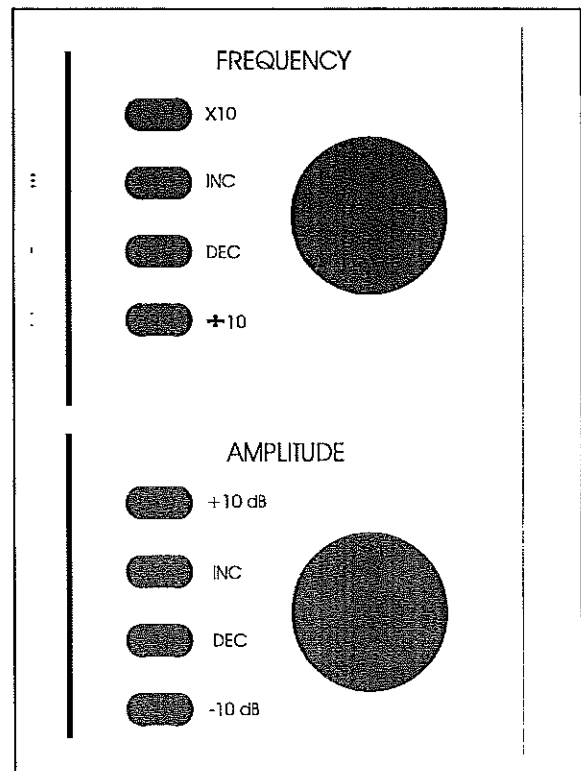 FREQUENCY
X10
INC
DEC
÷10
AMPLITUDE
+10 dB
INC
DEC
-10 dB